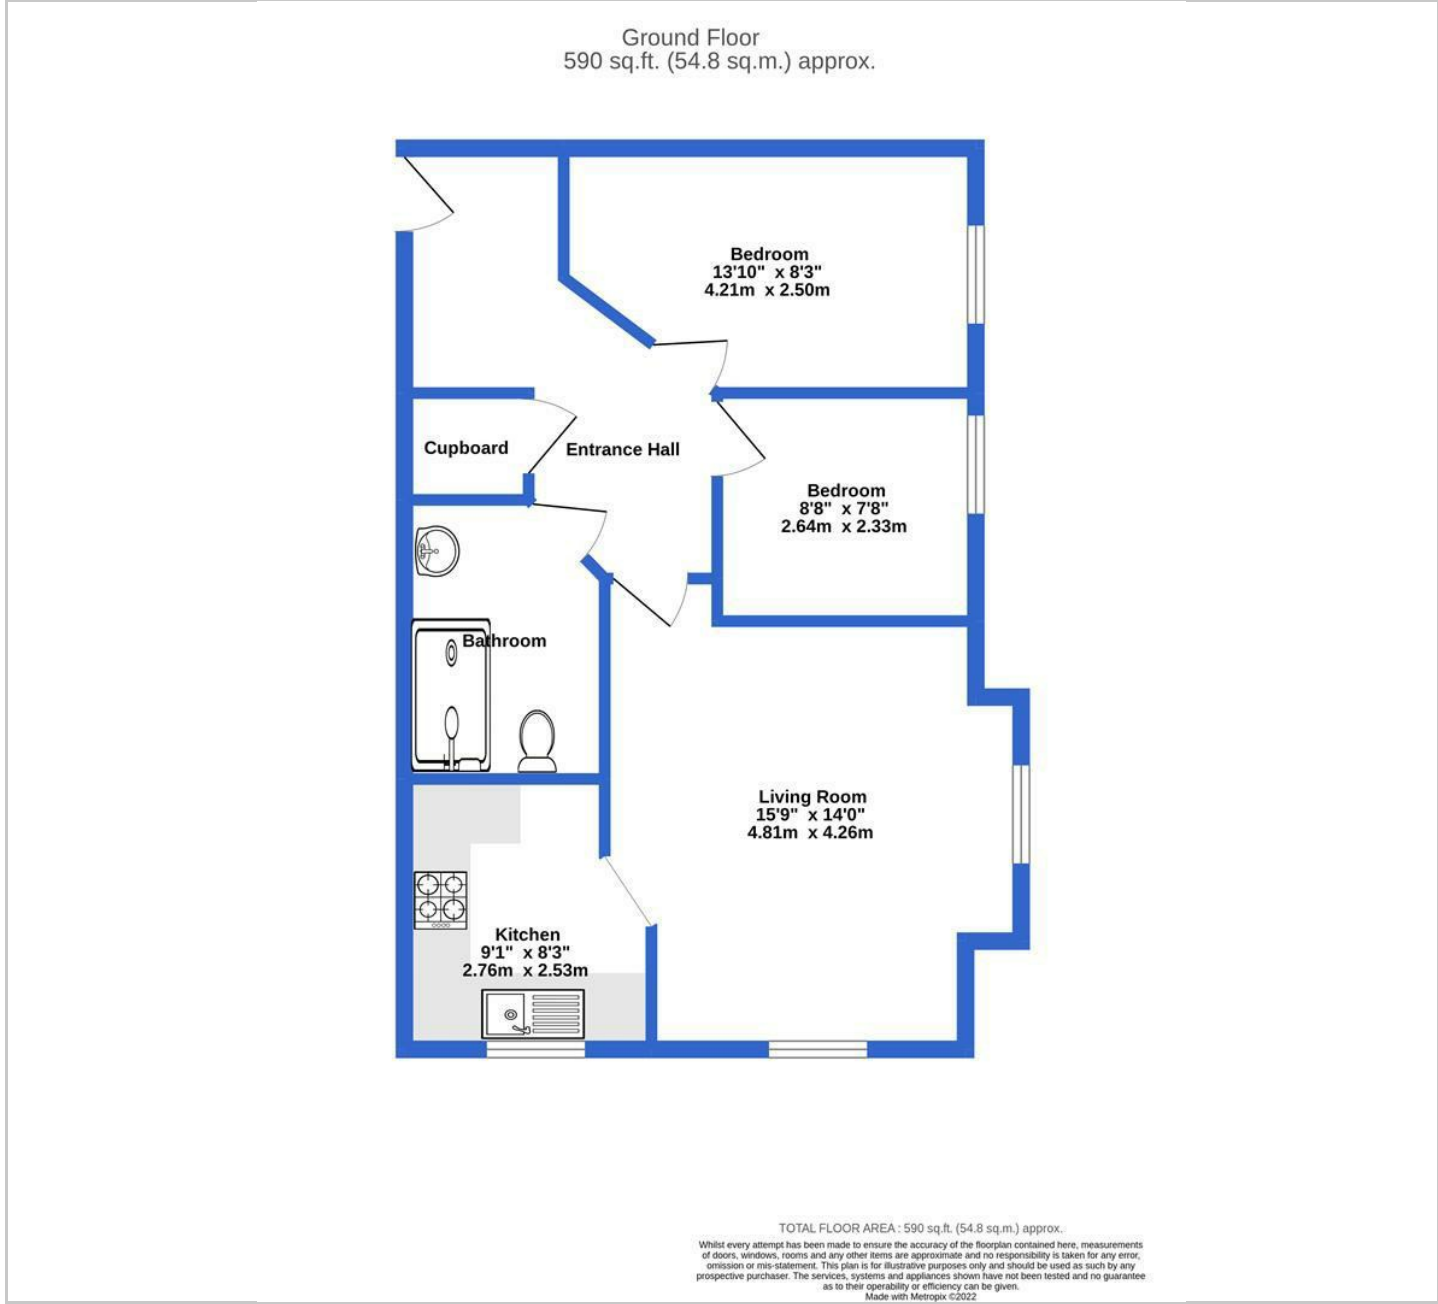 Ground Floor
590 sq.ft. (54.8 sq.m.) approx.
Bedroom
13'10"  x 8'3"
4.21m  x 2.50m
Cupboard
Entrance Hall
Bedroom
8'8"  x 7'8"
2.64m  x 2.33m
Bathroom
Living Room
15'9"  x 14'0"
4.81m  x 4.26m
Kitchen
9'1"  x 8'3"
2.76m  x 2.53m
TOTAL FLOOR AREA : 590 sq.ft. (54.8 sq.m.) approx.
Whilst every attempt has been made to ensure the accuracy of the floorplan contained here, measurements
of doors, windows, rooms and any other items are approximate and no responsibility is taken for any error,
omission or mis-statement. This plan is for illustrative purposes only and should be used as such by any
prospective purchaser. The services, systems and appliances shown have not been tested and no guarantee
as to their operability or efficiency can be given.
Made with Metropix ©2022